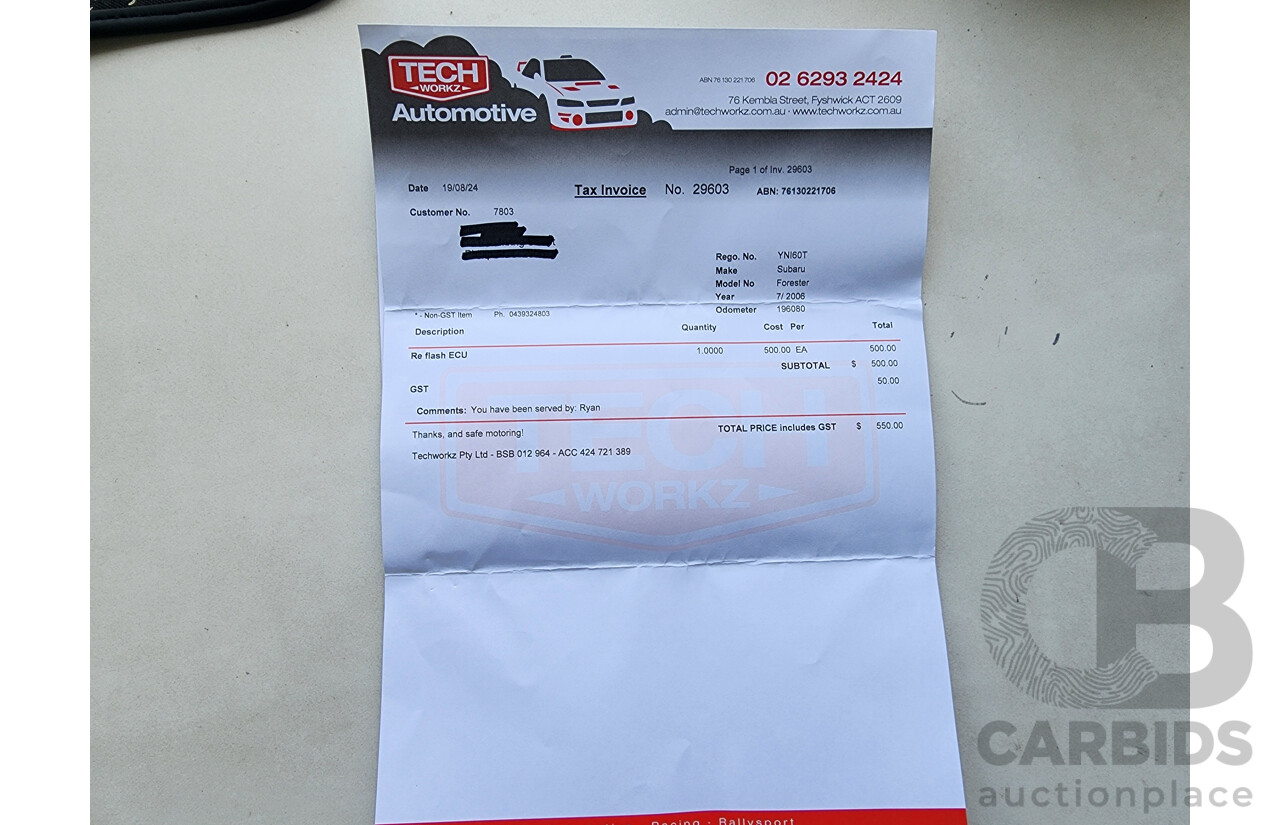 TECH
WORKZ
Automotive
ABN 76 130 221 706 02 6293 2424
76 Kembla Street, Fyshwick ACT 2609
admin@techworkz.com.au · www.techworkz.com.au
Page 1 of Inv. 29603
Date 19/08/24 Tax Invoice No. 29603 ABN: 76130221706
Customer No. 7803
Rego. No. YNI60T
Make Subaru
Model No Forester
Year 7/ 2006
Odometer 196080
* - Non-GST Item Ph. 0439324803
Description Quantity Cost Per Total
Re flash ECU 1.0000 500.00 EA 500.00
SUBTOTAL $ 500.00
GST 50.00
Comments: You have been served by: Ryan
Thanks, and safe motoring! TOTAL PRICE includes GST $ 550.00
Techworkz Pty Ltd - BSB 012 964 - ACC 424 721 389
TECH
WORKZ
Racing · Rallysport
CB
CARBIDS
auctionplace